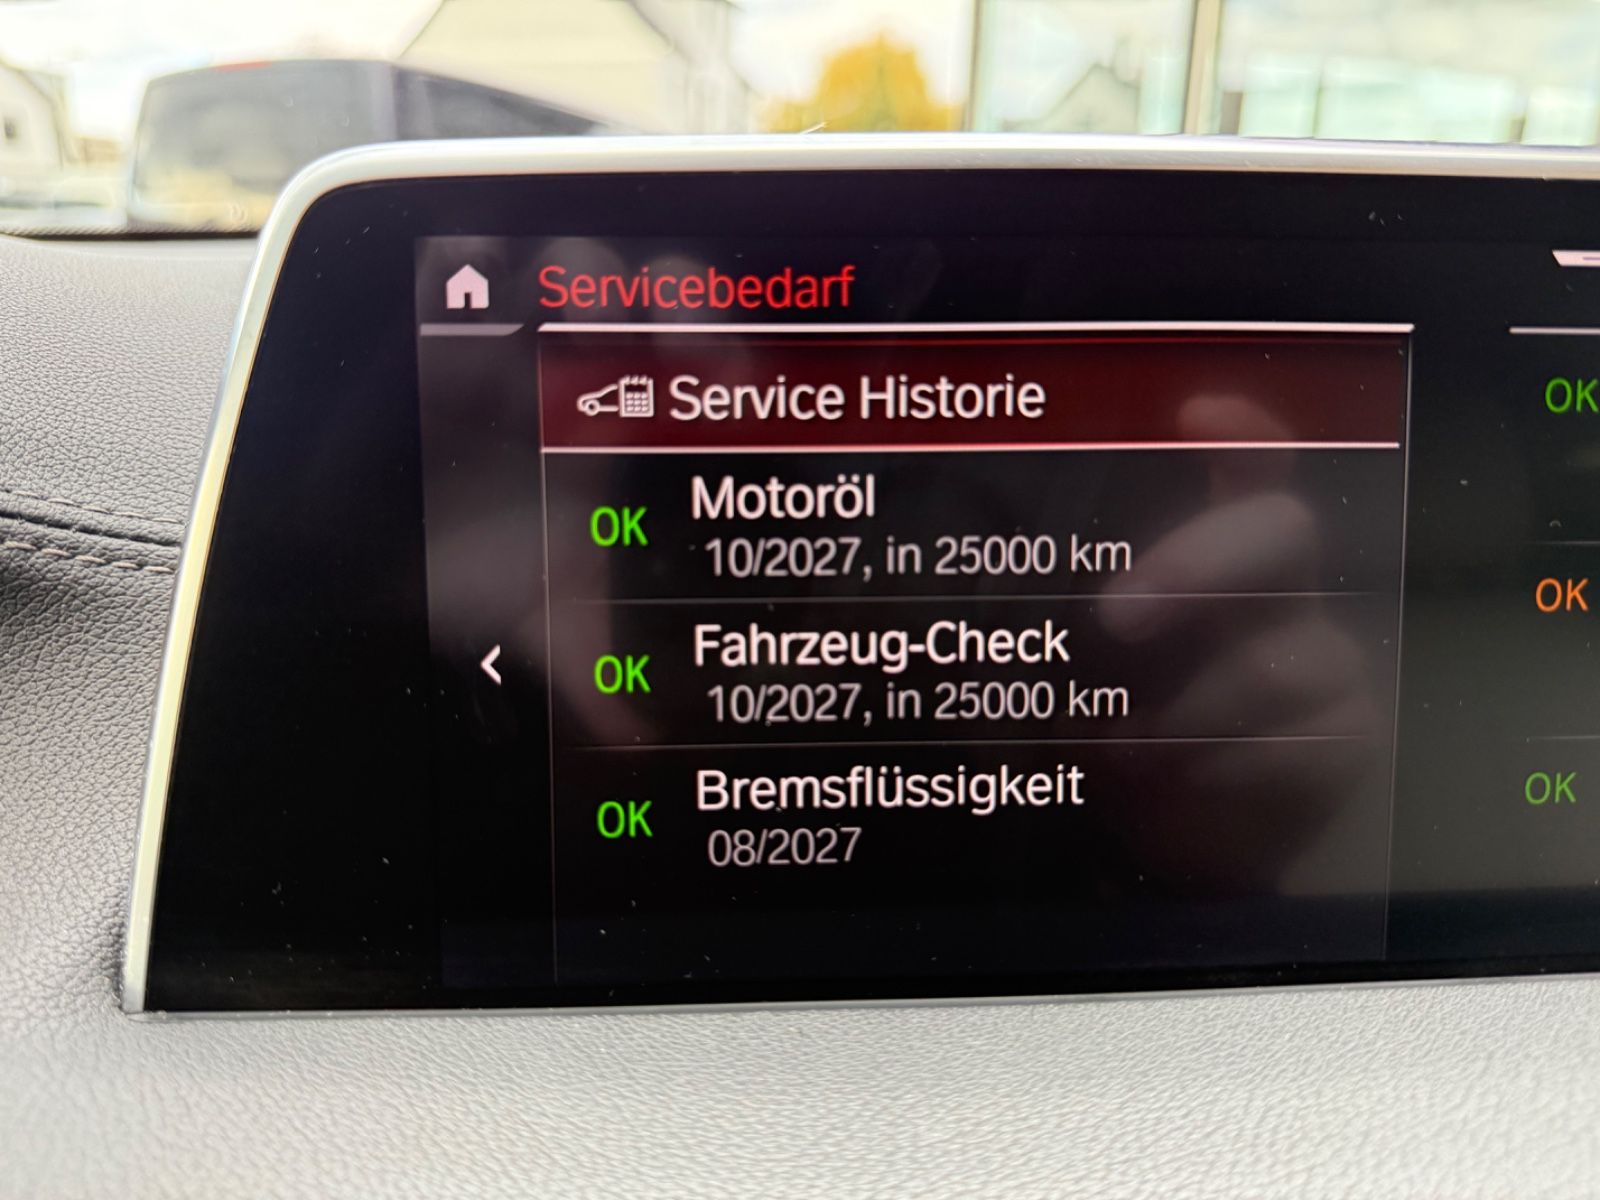 Servicebedarf
Service Historie
OK Motoröl
10/2027, in 25000 km
OK Fahrzeug-Check
10/2027, in 25000 km
OK Bremsflüssigkeit
08/2027
OK
OK
OK